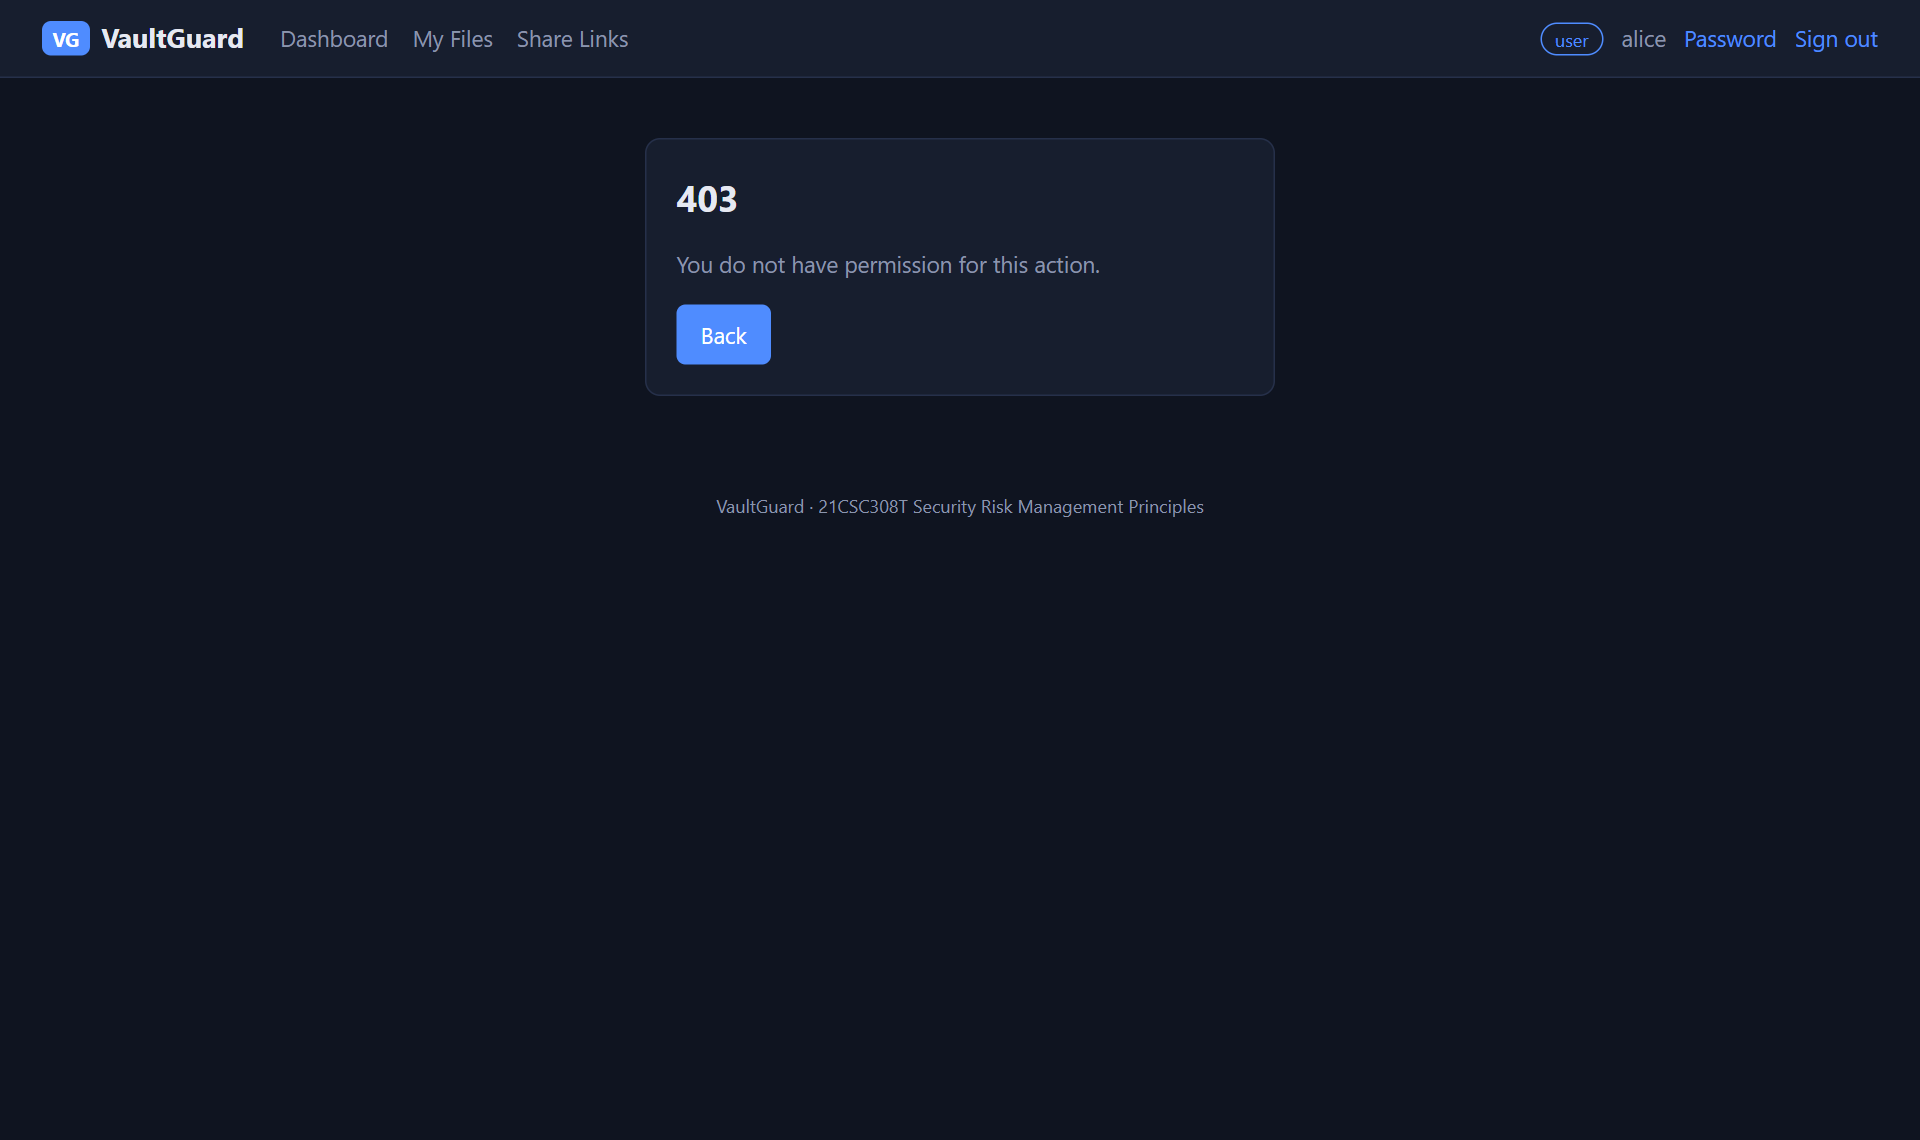 VG VaultGuard Dashboard My Files Share Links user alice Password Sign out
403
You do not have permission for this action.
Back
VaultGuard · 21CSC308T Security Risk Management Principles